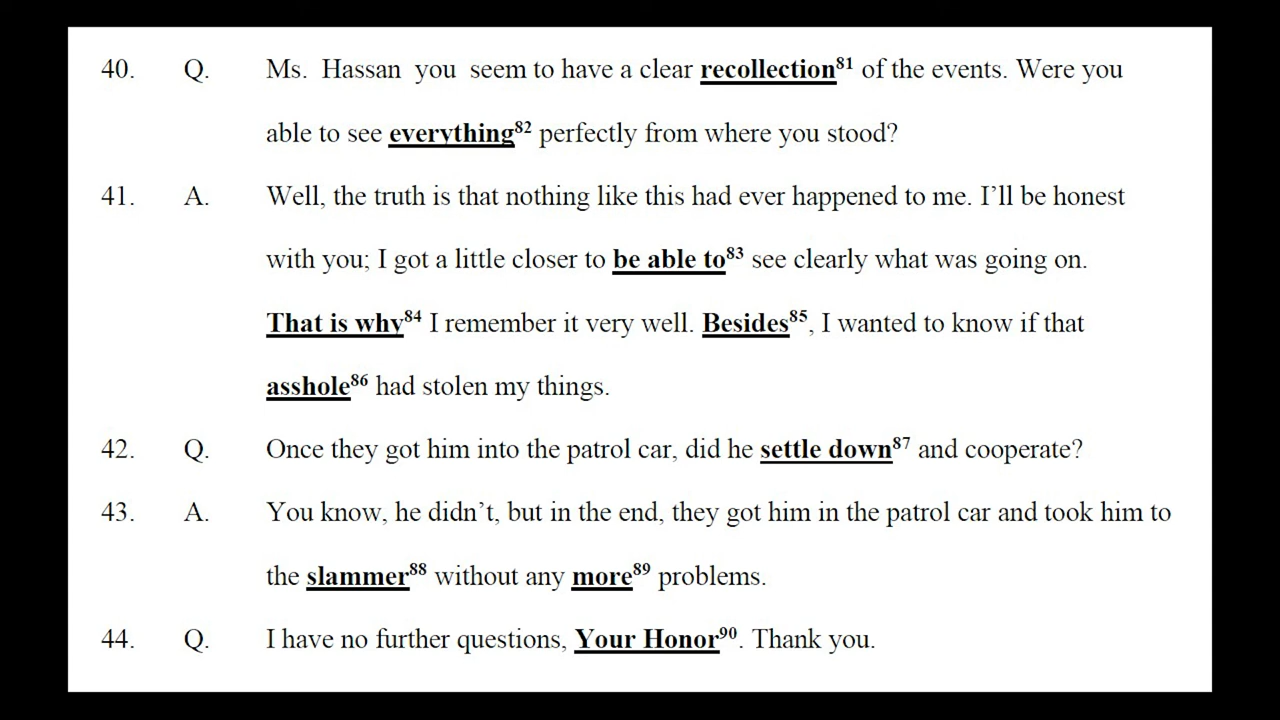 40. Q. Ms. Hassan you seem to have a clear recollection81 of the events. Were you
able to see everything82 perfectly from where you stood?
41. A. Well, the truth is that nothing like this had ever happened to me. I’ll be honest
with you; I got a little closer to be able to83 see clearly what was going on.
That is why84 I remember it very well. Besides85, I wanted to know if that
asshole86 had stolen my things.
42. Q. Once they got him into the patrol car, did he settle down87 and cooperate?
43. A. You know, he didn’t, but in the end, they got him in the patrol car and took him to
the slammer88 without any more89 problems.
44. Q. I have no further questions, Your Honor90. Thank you.